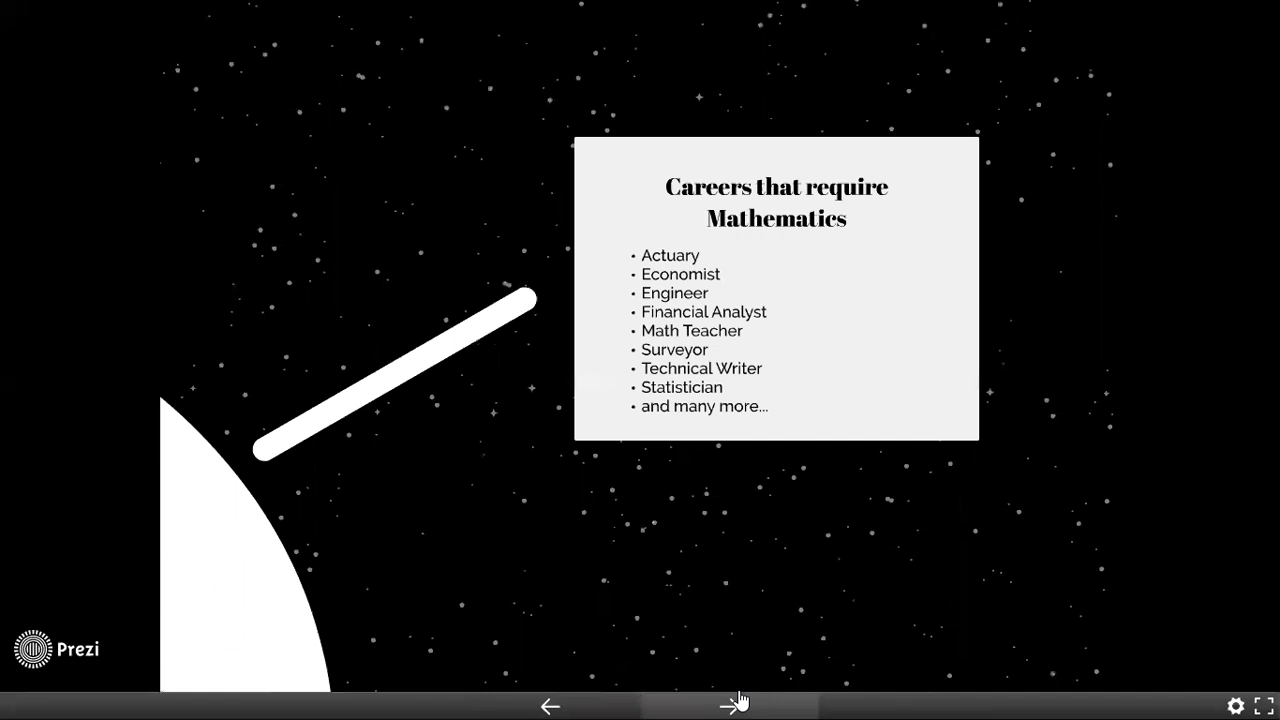 Careers that require
Mathematics
• Actuary
• Economist
• Engineer
• Financial Analyst
• Math Teacher
• Surveyor
• Technical Writer
• Statistician
• and many more...
Prezi